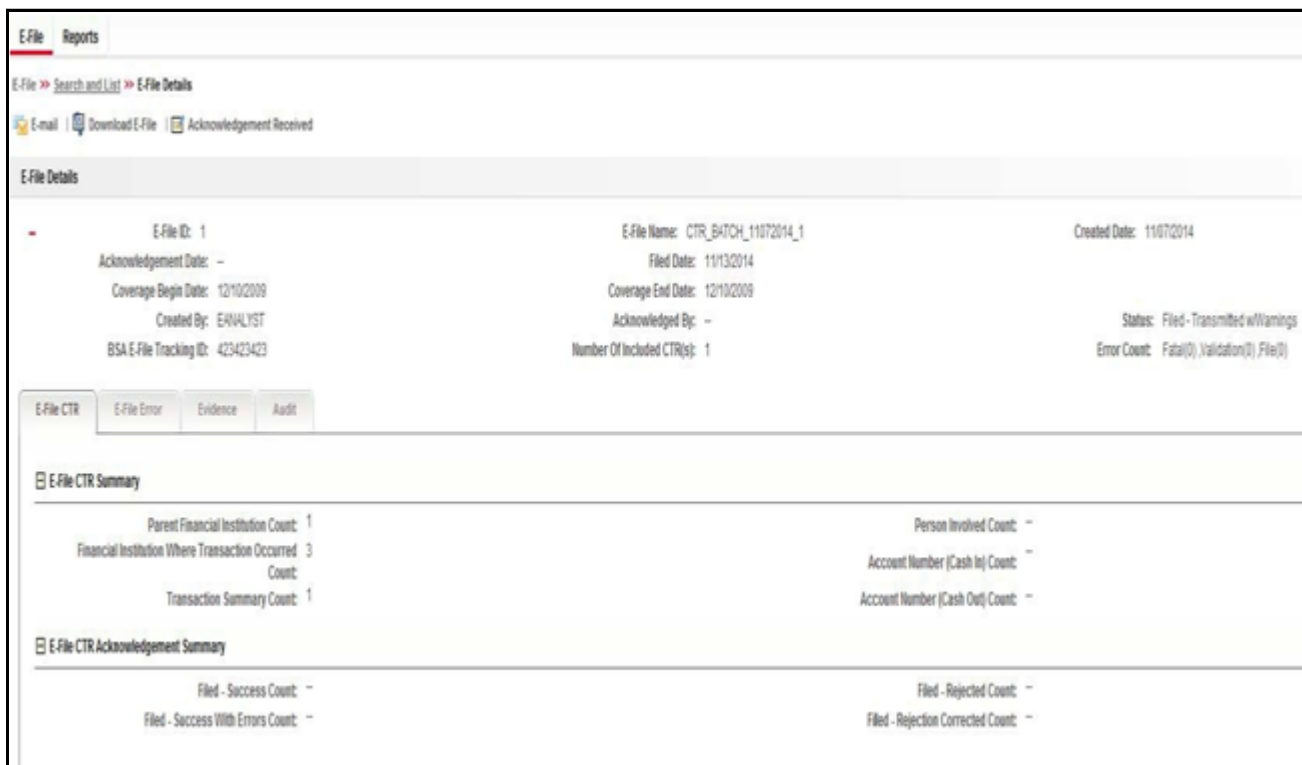 E-File Reports
E-File » Search and List » E-File Details
E-mail | Download E-File | Acknowledgement Received
E-File Details
E-File ID: 1 E-File Name: CTR_BATCH_11072014_1 Created Date: 11/07/2014
Acknowledgement Date: – Filed Date: 11/13/2014
Coverage Begin Date: 12/10/2009 Coverage End Date: 12/10/2009
Created By: EANALYST Acknowledged By: – Status: Filed - Transmitted w/Warnings
BSA E-File Tracking ID: 423423423 Number Of Included CTR(s): 1 Error Count: Fatal(0) ,Validation(0) ,File(0)
E-File CTR E-File Error Evidence Audit
E-File CTR Summary
Parent Financial Institution Count: 1 Person Involved Count: –
Financial Institution Where Transaction Occurred 3
Count: Account Number (Cash In) Count: –
Transaction Summary Count: 1 Account Number (Cash Out) Count: –
E-File CTR Acknowledgement Summary
Filed - Success Count: – Filed - Rejected Count: –
Filed - Success With Errors Count: – Filed - Rejection Corrected Count: –